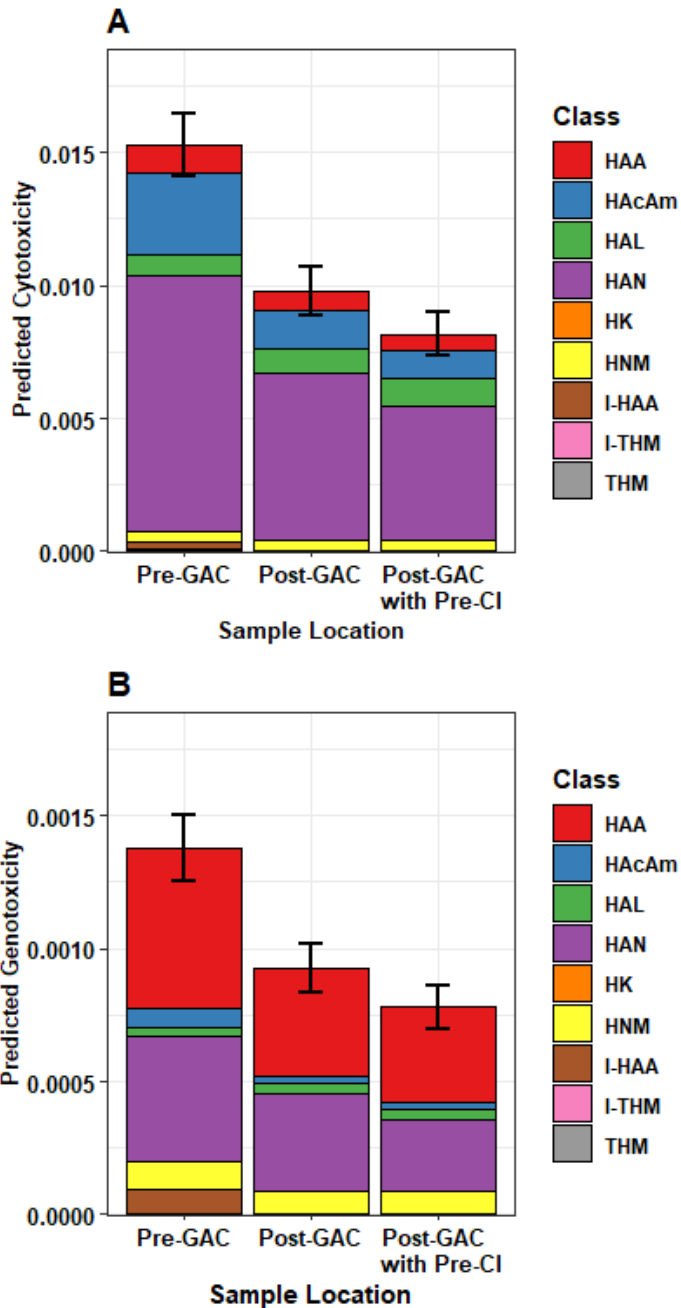 A
Predicted Cytotoxicity
0.015
0.010
0.005
0.000
Pre-GAC
Post-GAC
Post-GAC
with Pre-Cl
Sample Location
Class
HAA
HAcAm
HAL
HAN
HK
HNM
I-HAA
I-THM
THM
B
Predicted Genotoxicity
0.0015
0.0010
0.0005
0.0000
Pre-GAC
Post-GAC
Post-GAC
with Pre-Cl
Sample Location
Class
HAA
HAcAm
HAL
HAN
HK
HNM
I-HAA
I-THM
THM